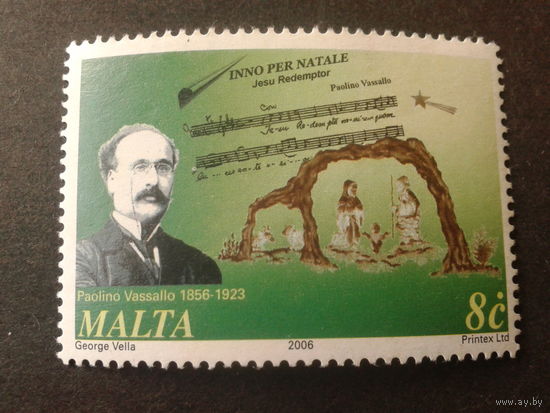 INNO PER NATALE
Jesu Redemptor
Paolino Vassallo
Paolino Vassallo 1856-1923
MALTA
8ċ
George Vella
2006
Printex Ltd
www.ay.by